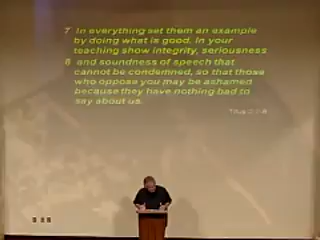 7 In everything set them an example
by doing what is good. In your
teaching show integrity, seriousness
8 and soundness of speech that
cannot be condemned, so that those
who oppose you may be ashamed
because they have nothing bad to
say about us.